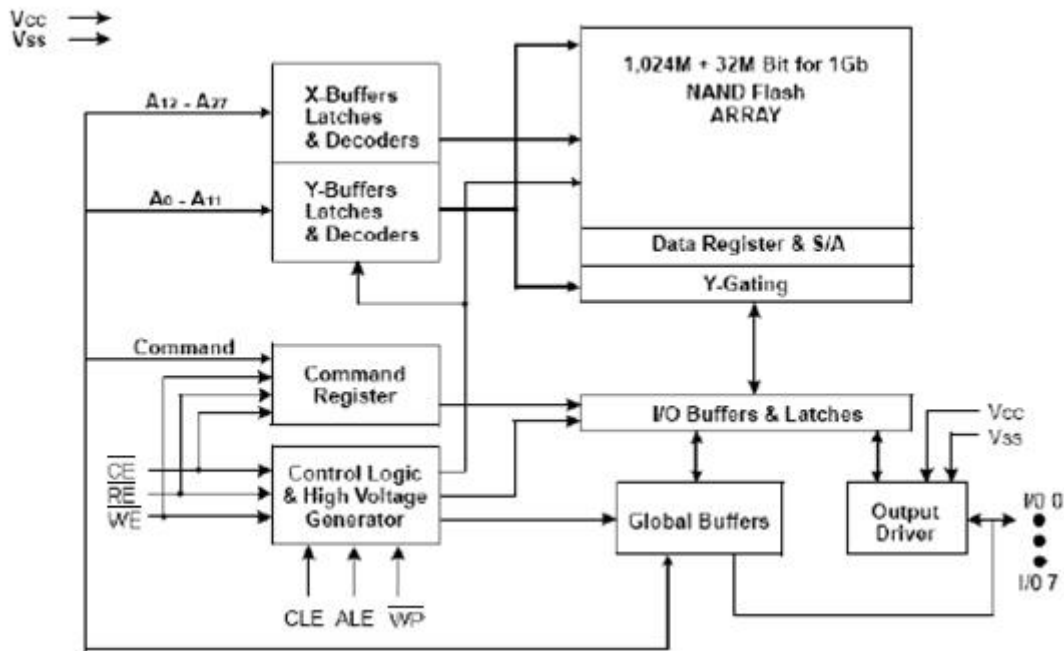 Vcc
Vss
A12 - A27
X-Buffers
Latches
& Decoders
1,024M + 32M Bit for 1Gb
NAND Flash
ARRAY
A0 - A11
Y-Buffers
Latches
& Decoders
Data Register & S/A
Y-Gating
Command
Command
Register
I/O Buffers & Latches
Vcc
Vss
CE
RE
WE
Control Logic
& High Voltage
Generator
Global Buffers
Output
Driver
I/0 0
I/0 7
CLE
ALE
WP